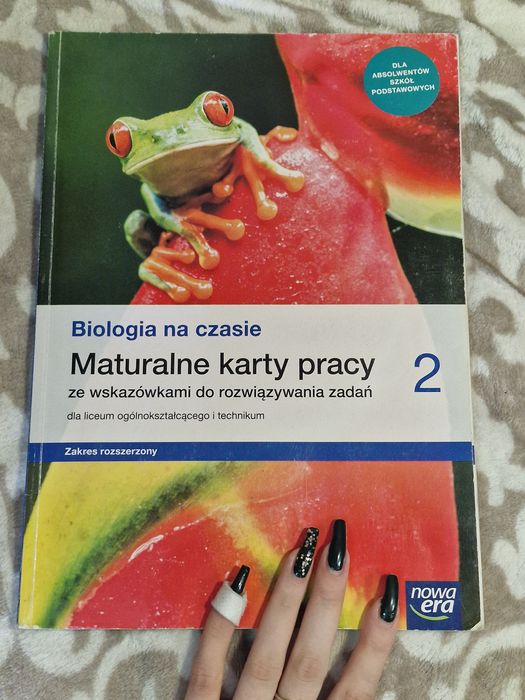 DLA
ABSOLWENTÓW
SZKÓŁ
PODSTAWOWYCH
Biologia na czasie
Maturalne karty pracy 2
ze wskazówkami do rozwiązywania zadań
dla liceum ogólnokształcącego i technikum
Zakres rozszerzony
nowa
era